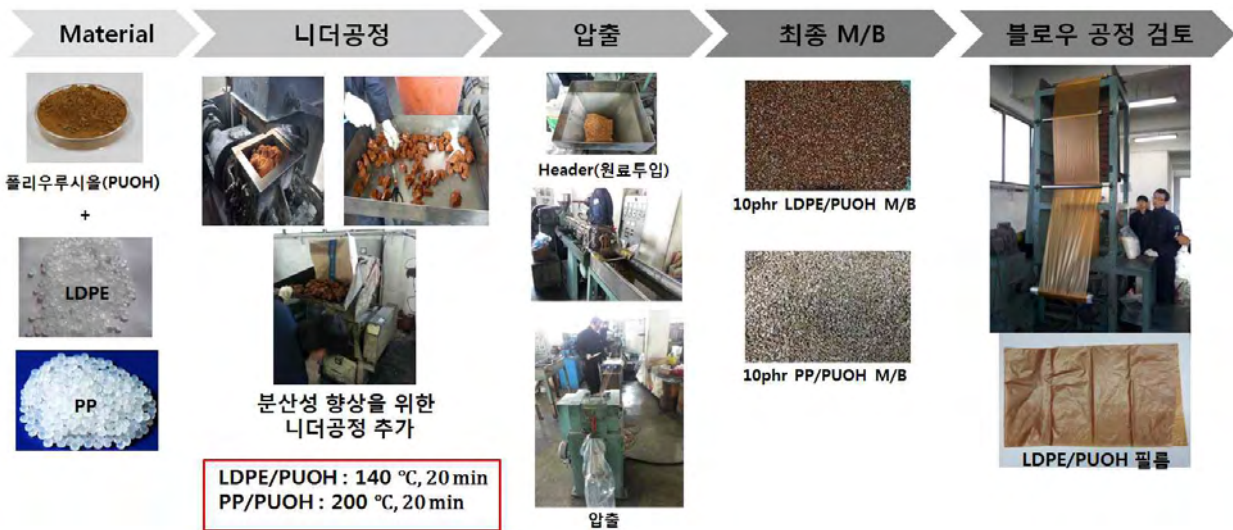 Material
니더공정
압출
최종 M/B
블로우 공정 검토
폴리우루시올(PUOH)
+
LDPE
PP
분산성 향상을 위한
니더공정 추가
LDPE/PUOH : 140 ℃, 20 min
PP/PUOH : 200 ℃, 20 min
Header(원료투입)
압출
10phr LDPE/PUOH M/B
10phr PP/PUOH M/B
LDPE/PUOH 필름